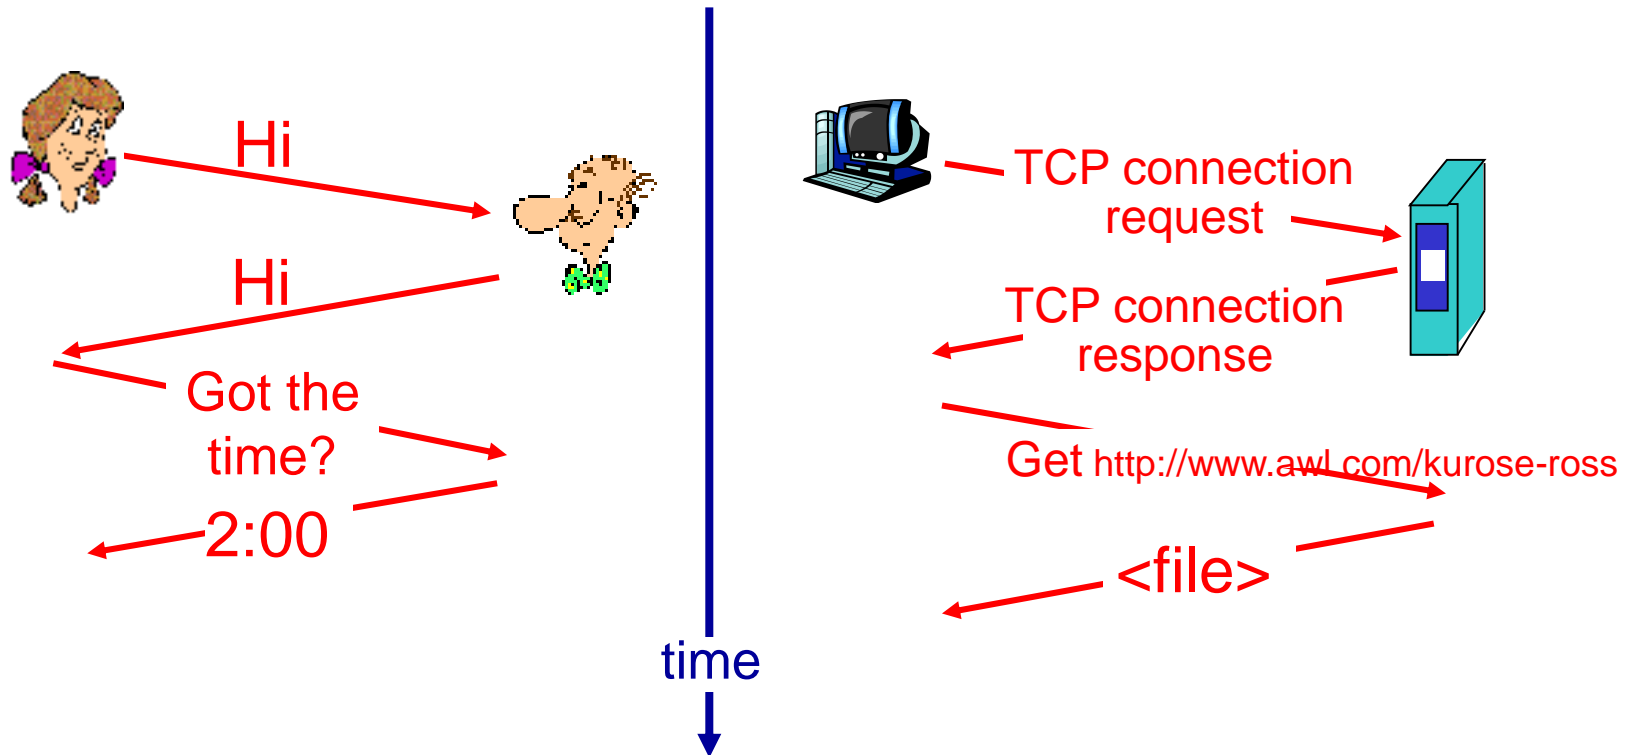 Hi
Hi
Got the
time?
2:00
time
TCP connection
request
TCP connection
response
Get http://www.awl.com/kurose-ross
<file>